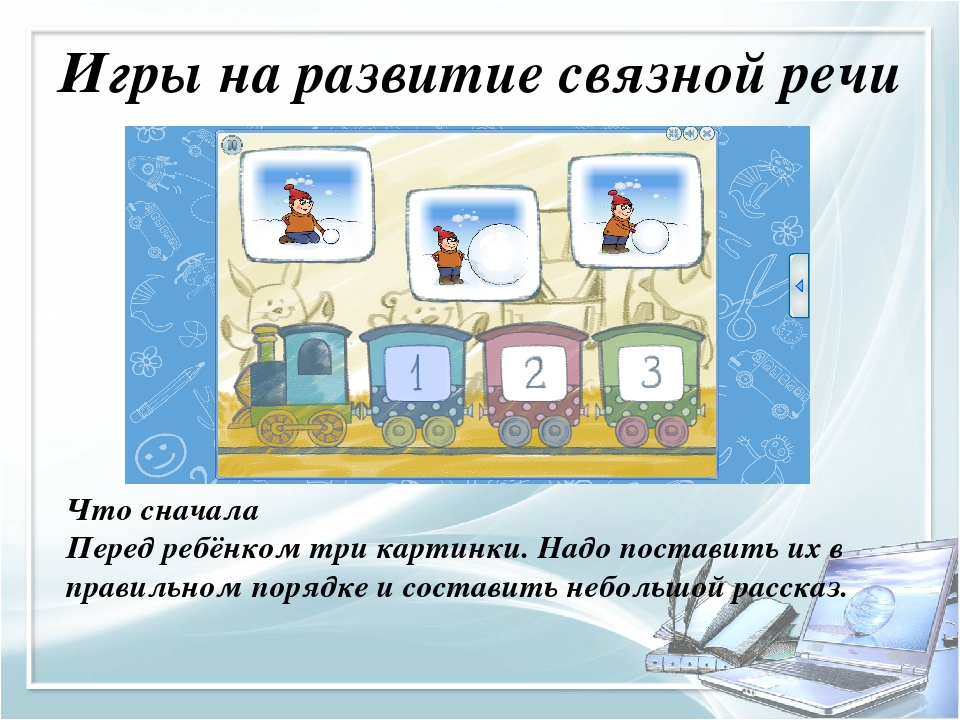 Игры на развитие связной речи
1 2 3
Что сначала
Перед ребёнком три картинки. Надо поставить их в
правильном порядке и составить небольшой рассказ.